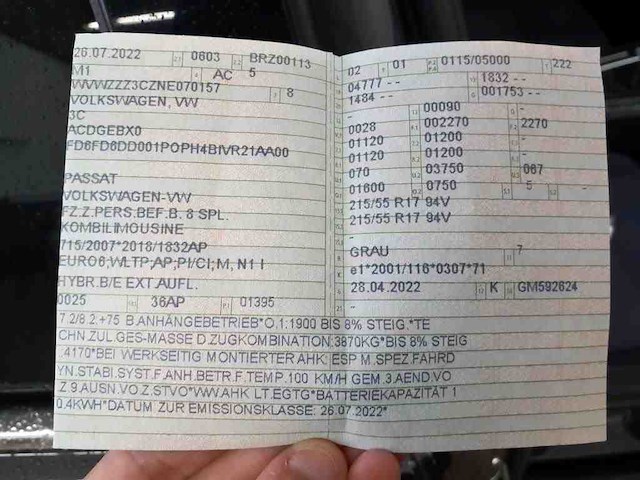 26.07.2022 0603 BRZ00113
M1 AC 5
WVWZZZ3CZNE070157 8
VOLKSWAGEN, VW
3C
ACDGEBX0
FD6FD6DD001POPH4BIVR21AA00
PASSAT
VOLKSWAGEN-VW
FZ.Z.PERS.BEF.B. 8 SPL.
KOMBILIMOUSINE
715/2007*2018/1832AP
EURO6;WLTP;AP;PI/CI; M, N1 I
HYBR.B/E EXT.AUFL.
0025 36AP 01395
02 01 0115/05000 222
04777 -- 1832 --
1484 -- 001753 --
- 00090 -
0028 002270 2270
01120 01200 -
01120 01200 -
070 03750 067
01600 0750 5 -
215/55 R17 94V
215/55 R17 94V
-
-
GRAU 7
e1*2001/116*0307*71
28.04.2022 K GM592624
7.2/8.2:+75 B.ANHÄNGEBETRIEB*O.1:1900 BIS 8% STEIG.*TE
CHN.ZUL.GES-MASSE D.ZUGKOMBINATION:3870KG*BIS 8% STEIG
.4170*BEI WERKSEITIG MONTIERTER AHK: ESP M.SPEZ.FAHRD
YN.STABI.SYST.F.ANH.BETR.F.TEMP.100 KM/H GEM.3.AEND.VO
Z.9.AUSN.VO.Z.STVO*VWV.AHK LT.EGTG*BATTERIEKAPAZITÄT 1
0.4KWH*DATUM ZUR EMISSIONSKLASSE: 26.07.2022*